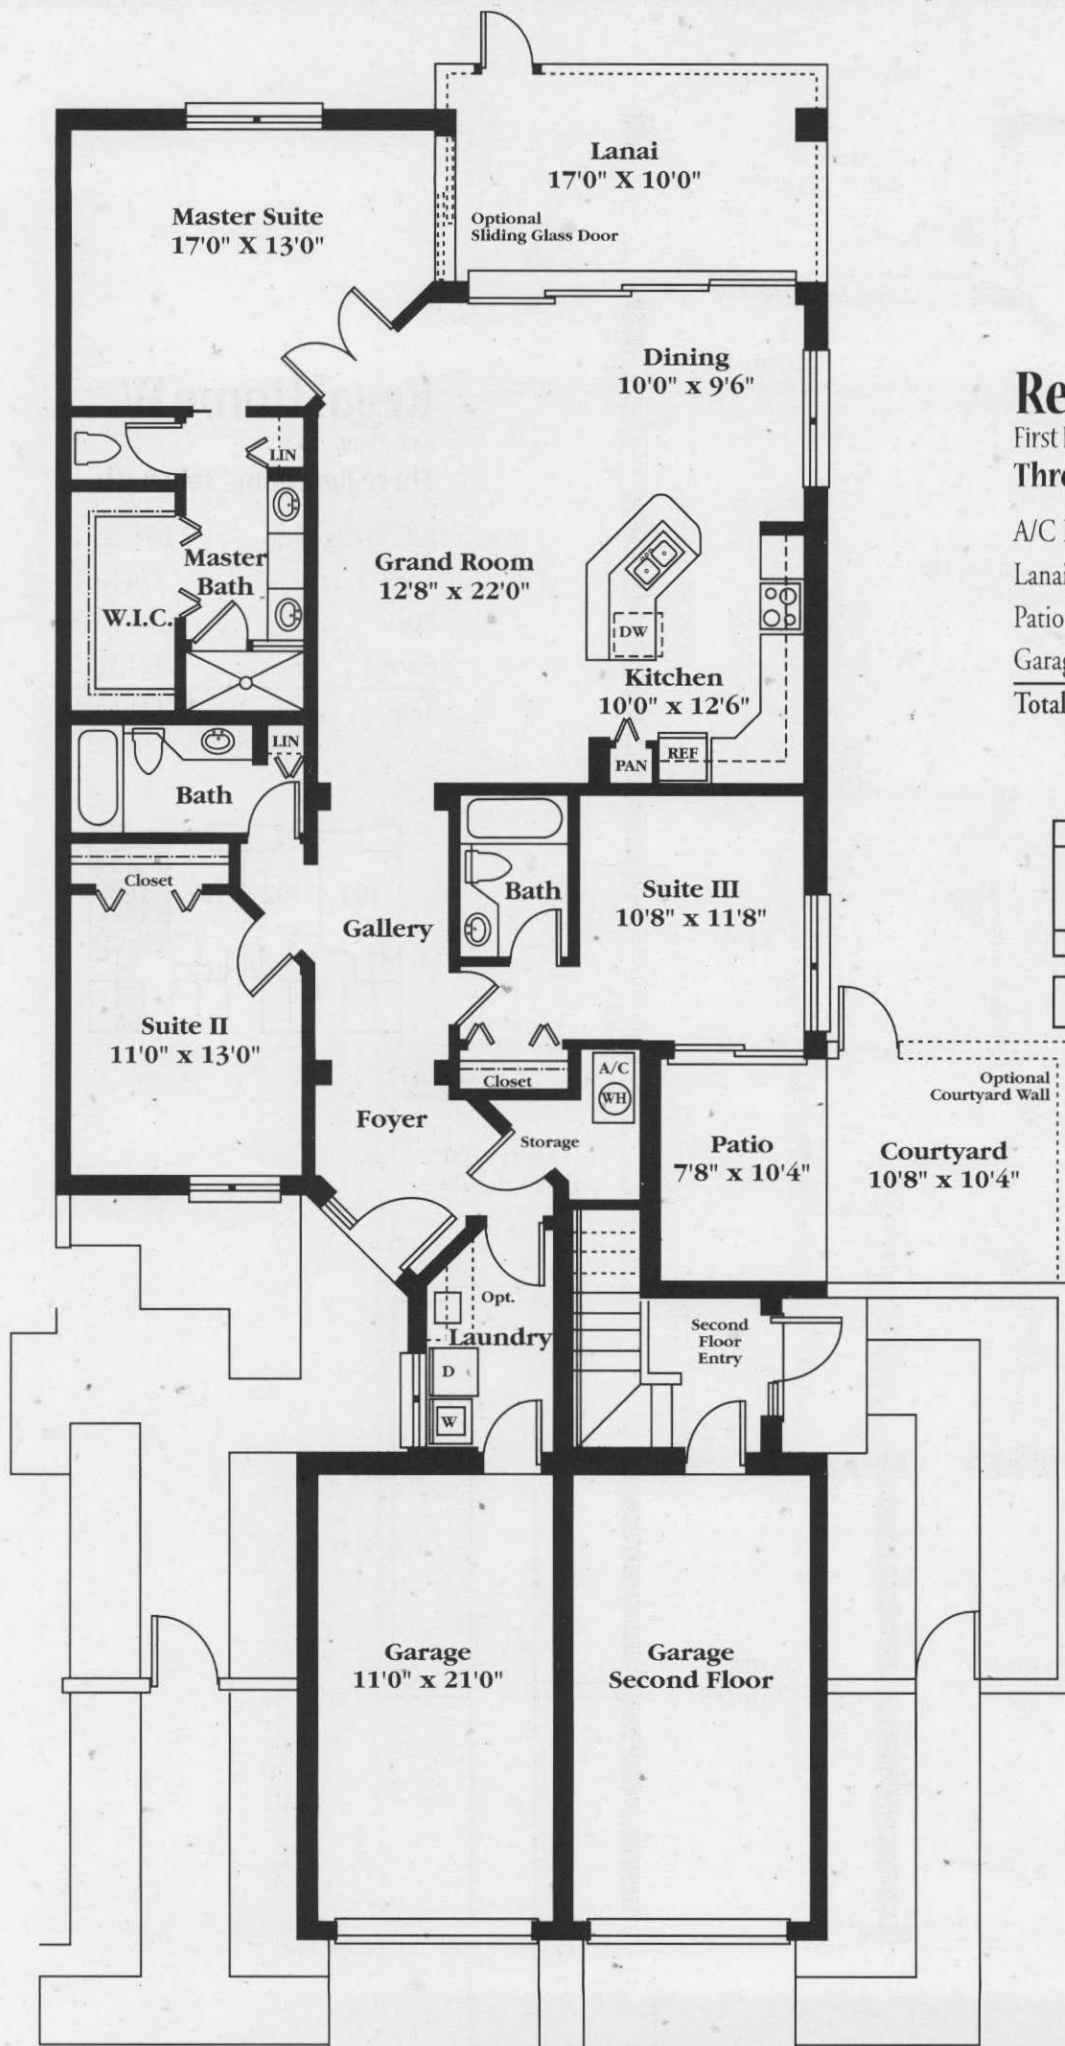 Lanai
17'0" X 10'0"
Optional
Sliding Glass Door
Master Suite
17'0" X 13'0"
Dining
10'0" x 9'6"
First
A/C
Lanai
Patio
Total
LIN
Master
Bath
W.I.C.
Grand Room
12'8" x 22'0"
DW
Kitchen
10'0" x 12'6"
PAN
REF
LIN
Bath
Closet
Bath
Suite III
10'8" x 11'8"
Gallery
Suite II
11'0" x 13'0"
Closet
A/C
WH
Optional
Courtyard Wall
Foyer
Storage
Patio
7'8" x 10'4"
Courtyard
10'8" x 10'4"
Opt.
Laundry
D
W
Second
Floor
Entry
Garage
11'0" x 21'0"
Garage
Second Floor